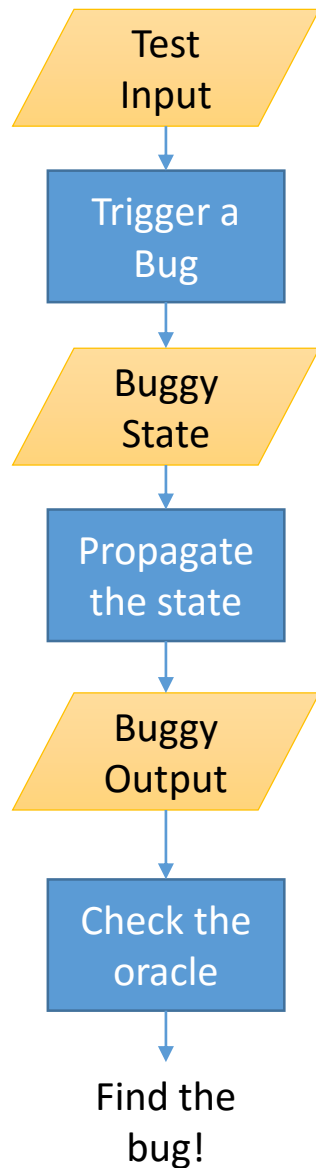 Test
Input
Trigger a
Bug
Buggy
State
Propagate
the state
Buggy
Output
Check the
oracle
Find the
bug!